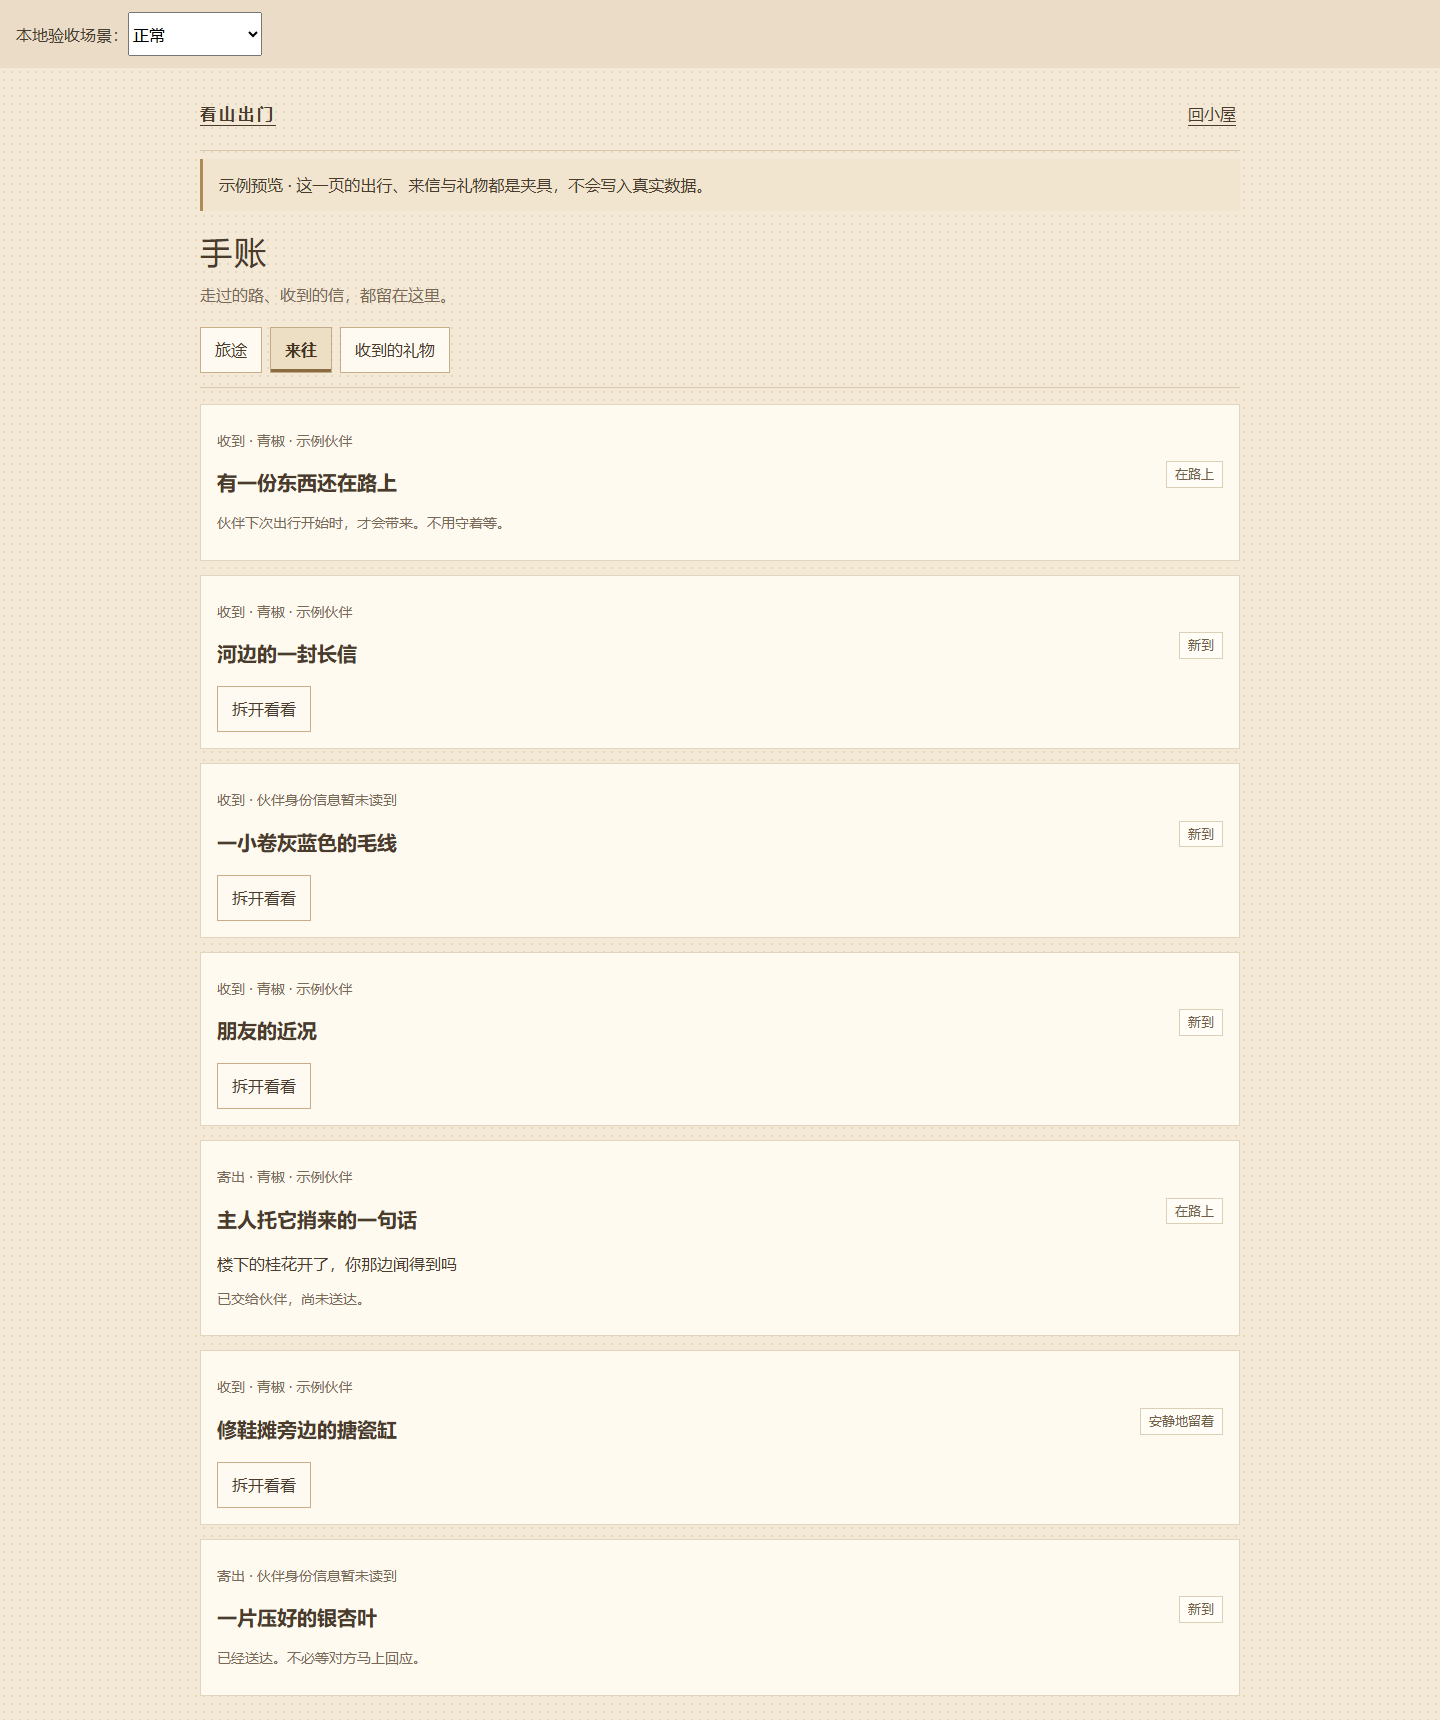 本地验收场景： 正常
看山出门
回小屋
示例预览 · 这一页的出行、来信与礼物都是夹具，不会写入真实数据。
手账
走过的路、收到的信，都留在这里。
旅途
来往
收到的礼物
收到 · 青椒 · 示例伙伴
有一份东西还在路上
在路上
伙伴下次出行开始时，才会带来。不用守着等。
收到 · 青椒 · 示例伙伴
河边的一封长信
新到
拆开看看
收到 · 伙伴身份信息暂未读到
一小卷灰蓝色的毛线
新到
拆开看看
收到 · 青椒 · 示例伙伴
朋友的近况
新到
拆开看看
寄出 · 青椒 · 示例伙伴
主人托它捎来的一句话
在路上
楼下的桂花开了，你那边闻得到吗
已交给伙伴，尚未送达。
收到 · 青椒 · 示例伙伴
修鞋摊旁边的搪瓷缸
安静地留着
拆开看看
寄出 · 伙伴身份信息暂未读到
一片压好的银杏叶
新到
已经送达。不必等对方马上回应。